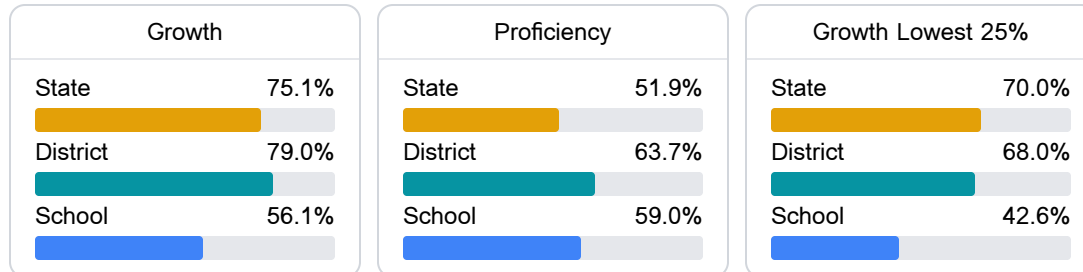 Growth
State 75.1%
District 79.0%
School 56.1%
Proficiency
State 51.9%
District 63.7%
School 59.0%
Growth Lowest 25%
State 70.0%
District 68.0%
School 42.6%